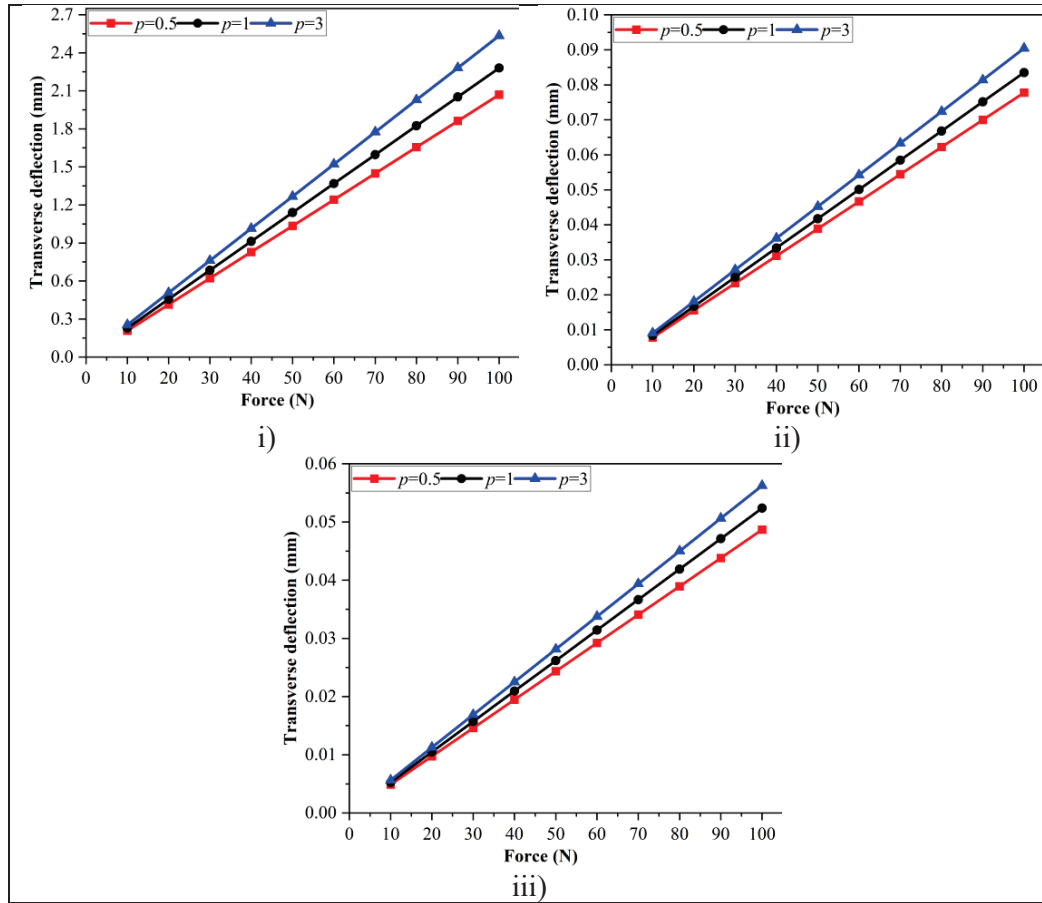 p=0.5 p=1 p=3
2.7
2.4
2.1
1.8
1.5
1.2
0.9
0.6
0.3
0.0
Transverse deflection (mm)
0 10 20 30 40 50 60 70 80 90 100
Force (N)
i)
p=0.5 p=1 p=3
0.10
0.09
0.08
0.07
0.06
0.05
0.04
0.03
0.02
0.01
0.00
Transverse deflection (mm)
0 10 20 30 40 50 60 70 80 90 100
Force (N)
ii)
p=0.5 p=1 p=3
0.06
0.05
0.04
0.03
0.02
0.01
0.00
Transverse deflection (mm)
0 10 20 30 40 50 60 70 80 90 100
Force (N)
iii)